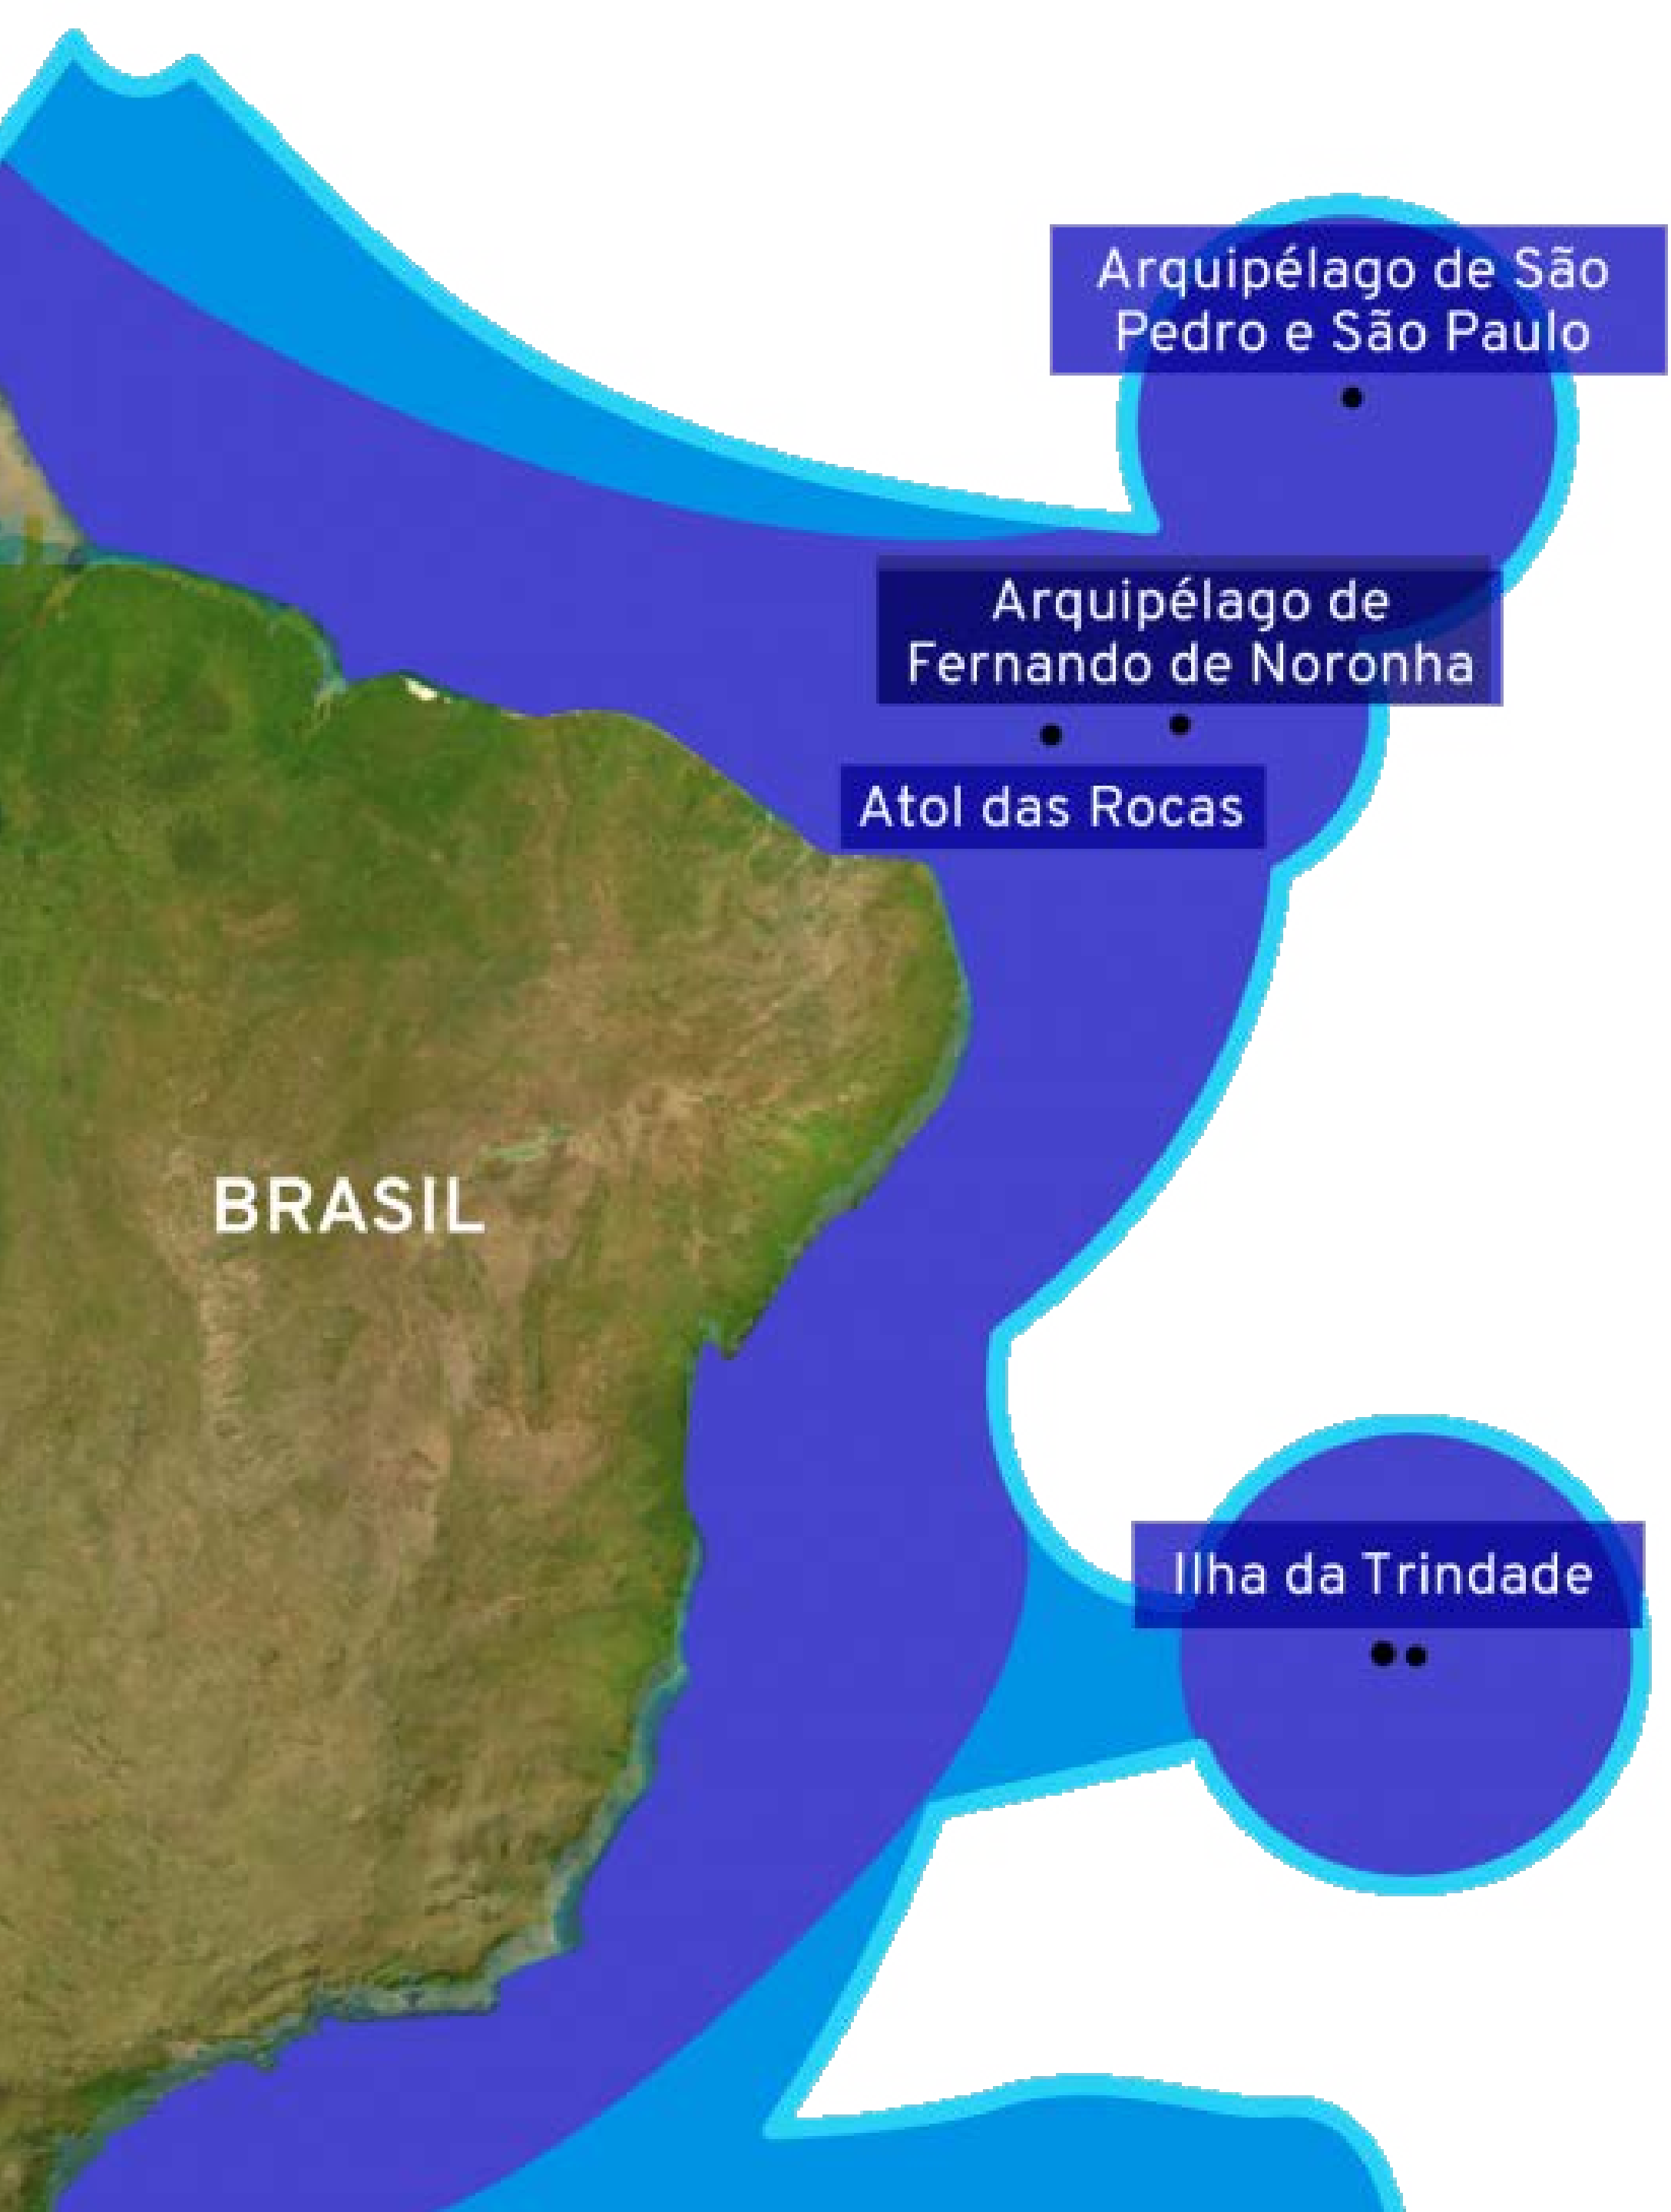 Arquipélago de São
Pedro e São Paulo
Arquipélago de
Fernando de Noronha
Atol das Rocas
BRASIL
Ilha da Trindade